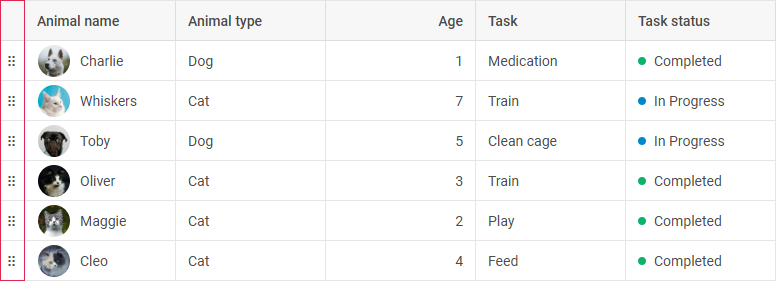 Animal name Animal type Age Task Task status
Charlie Dog 1 Medication Completed
Whiskers Cat 7 Train In Progress
Toby Dog 5 Clean cage In Progress
Oliver Cat 3 Train Completed
Maggie Cat 2 Play Completed
Cleo Cat 4 Feed Completed